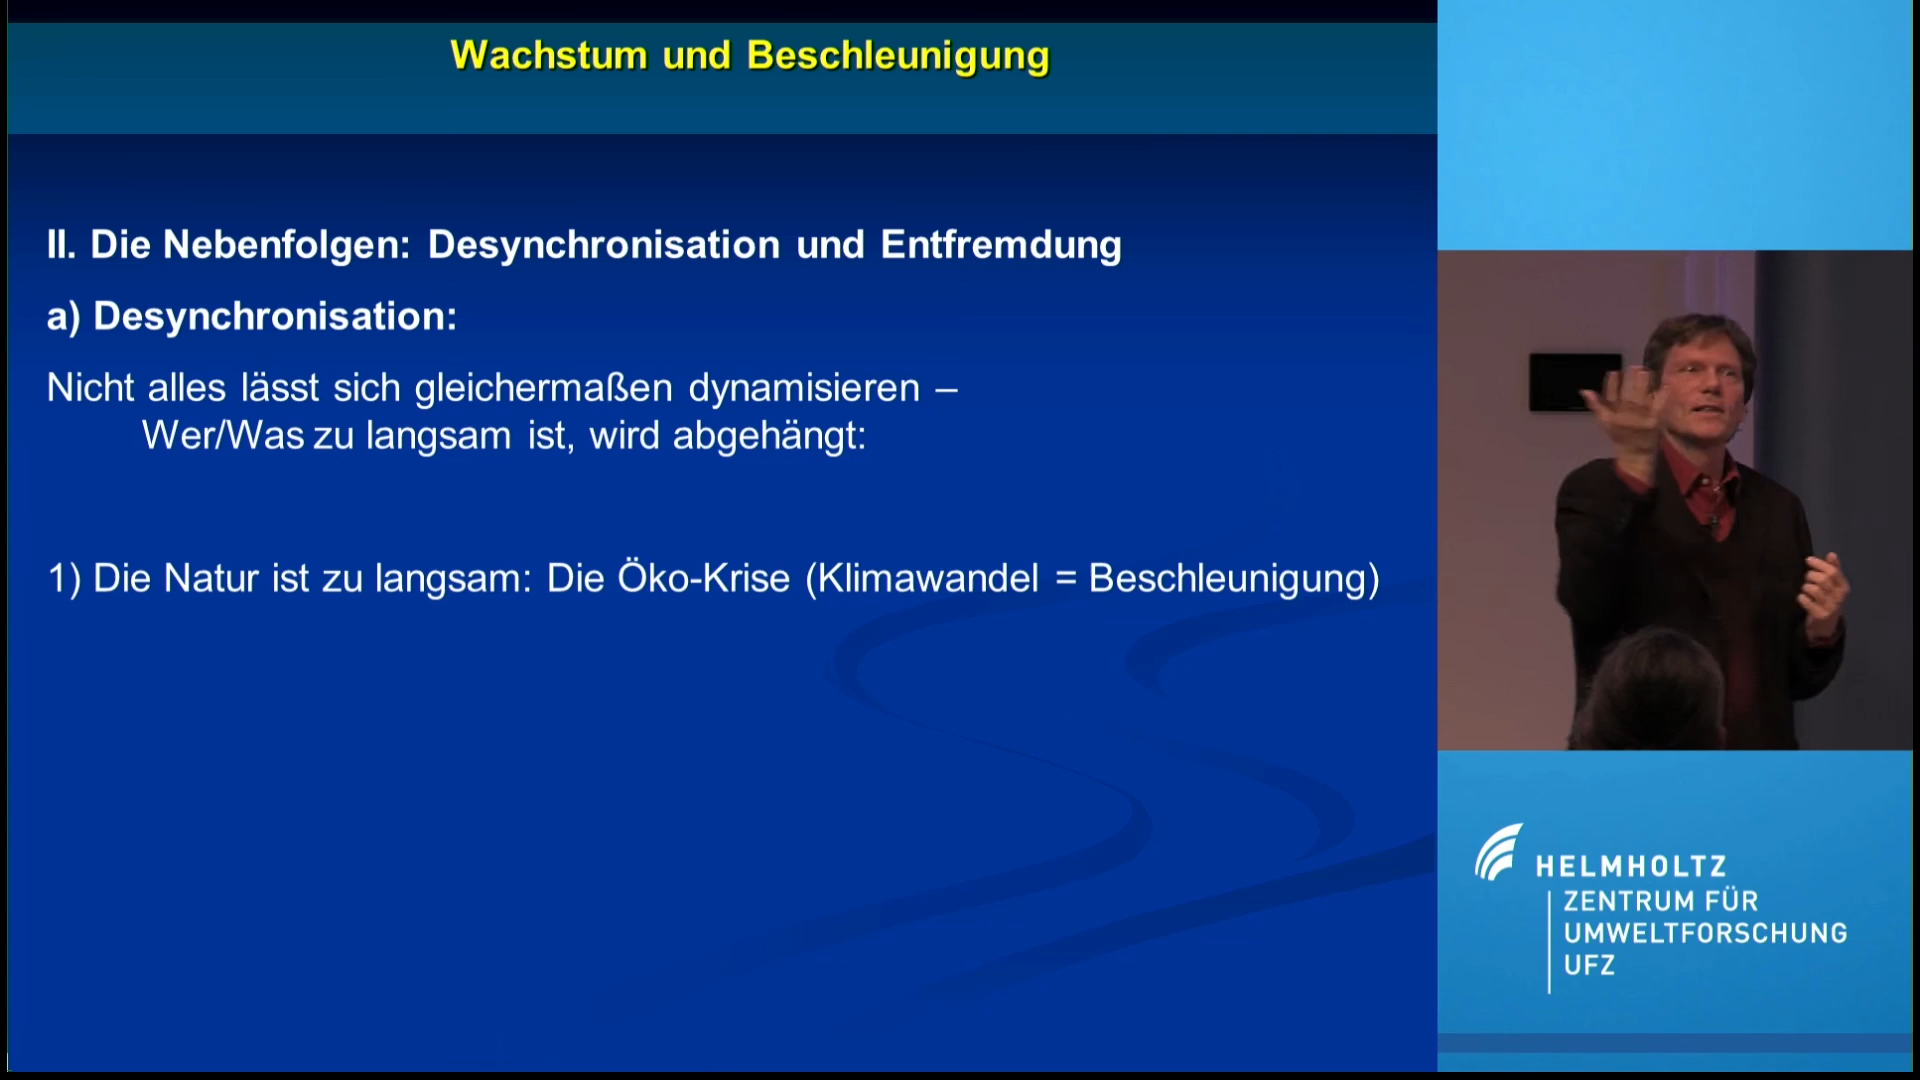 Wachstum und Beschleunigung
II. Die Nebenfolgen: Desynchronisation und Entfremdung
a) Desynchronisation:
Nicht alles lässt sich gleichermaßen dynamisieren –
Wer/Was zu langsam ist, wird abgehängt:
1) Die Natur ist zu langsam: Die Öko-Krise (Klimawandel = Beschleunigung)
HELMHOLTZ
ZENTRUM FÜR
UMWELTFORSCHUNG
UFZ